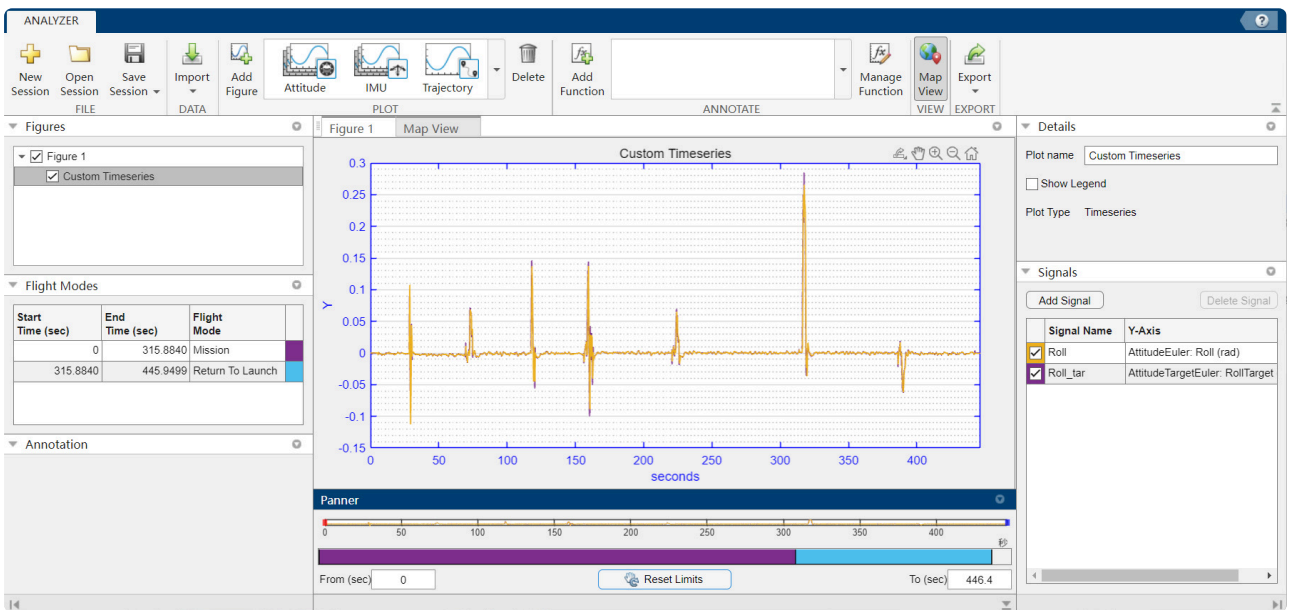 ANALYZER
?
New Session
Open Session
Save Session
Import
Add Figure
Attitude
IMU
Trajectory
Delete
Add Function
Manage Function
Map View
Export
FILE
DATA
PLOT
ANNOTATE
VIEW
EXPORT
Figures
Figure 1
Custom Timeseries
Flight Modes
Start Time (sec) End Time (sec) Flight Mode
0 315.8840 Mission
315.8840 445.9499 Return To Launch
Annotation
Figure 1 Map View
Custom Timeseries
0.3
0.25
0.2
0.15
0.1
0.05
0
-0.05
-0.1
-0.15
Y
0 50 100 150 200 250 300 350 400
seconds
Panner
0 50 100 150 200 250 300 350 400
秒
From (sec) 0 Reset Limits To (sec) 446.4
Details
Plot name Custom Timeseries
Show Legend
Plot Type Timeseries
Signals
Add Signal Delete Signal
Signal Name Y-Axis
Roll AttitudeEuler: Roll (rad)
Roll_tar AttitudeTargetEuler: RollTarget